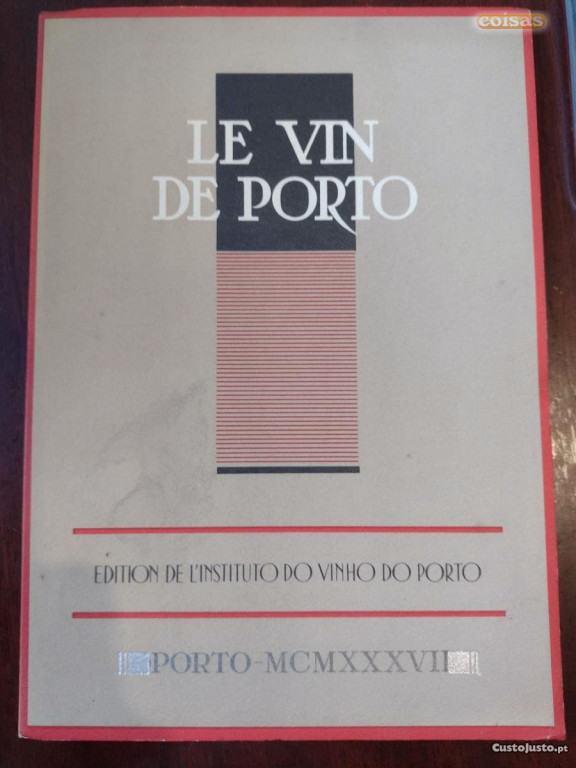 coisas
LE VIN
DE PORTO
EDITION DE L'INSTITUTO DO VINHO DO PORTO
PORTO-MCMXXXVII
CustoJusto.pt